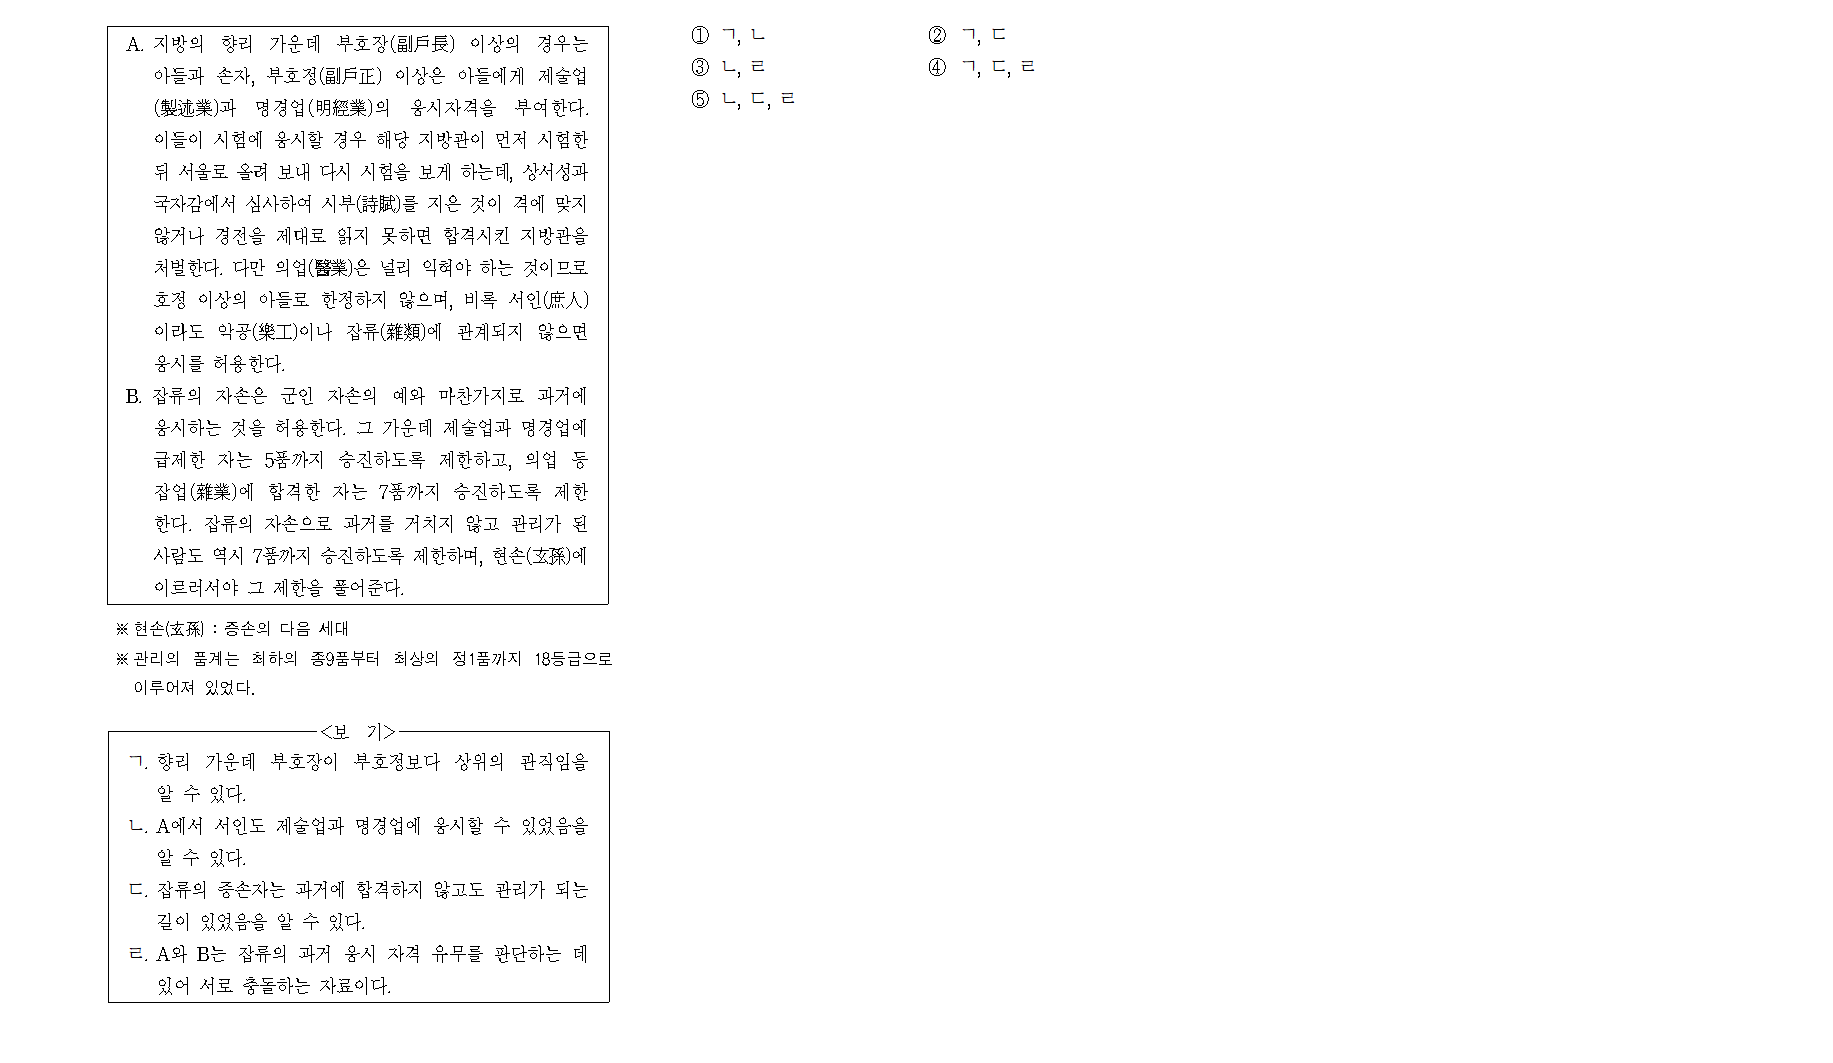 A. 지방의 향리 가운데 부호장(副戶長) 이상의 경우는
아들과 손자, 부호정(副戶正) 이상은 아들에게 제술업
(製述業)과 명경업(明經業)의 응시자격을 부여한다.
이들이 시험에 응시할 경우 해당 지방관이 먼저 시험한
뒤 서울로 올려 보내 다시 시험을 보게 하는데, 상서성과
국자감에서 심사하여 시부(詩賦)를 지은 것이 격에 맞지
않거나 경전을 제대로 읽지 못하면 합격시킨 지방관을
처벌한다. 다만 의업(醫業)은 널리 익혀야 하는 것이므로
호정 이상의 아들로 한정하지 않으며, 비록 서인(庶人)
이라도 악공(樂工)이나 잡류(雜類)에 관계되지 않으면
응시를 허용한다.
B. 잡류의 자손은 군인 자손의 예와 마찬가지로 과거에
응시하는 것을 허용한다. 그 가운데 제술업과 명경업에
급제한 자는 5품까지 승진하도록 제한하고, 의업 등
잡업(雜業)에 합격한 자는 7품까지 승진하도록 제한
한다. 잡류의 자손으로 과거를 거치지 않고 관리가 된
사람도 역시 7품까지 승진하도록 제한하며, 현손(玄孫)에
이르러서야 그 제한을 풀어준다.
※ 현손(玄孫) : 증손의 다음 세대
※ 관리의 품계는 최하의 종9품부터 최상의 정1품까지 18등급으로
이루어져 있었다.
<보 기>
ㄱ. 향리 가운데 부호장이 부호정보다 상위의 관직임을
알 수 있다.
ㄴ. A에서 서인도 제술업과 명경업에 응시할 수 있었음을
알 수 있다.
ㄷ. 잡류의 증손자는 과거에 합격하지 않고도 관리가 되는
길이 있었음을 알 수 있다.
ㄹ. A와 B는 잡류의 과거 응시 자격 유무를 판단하는 데
있어 서로 충돌하는 자료이다.
① ㄱ, ㄴ
② ㄱ, ㄷ
③ ㄴ, ㄹ
④ ㄱ, ㄷ, ㄹ
⑤ ㄴ, ㄷ, ㄹ